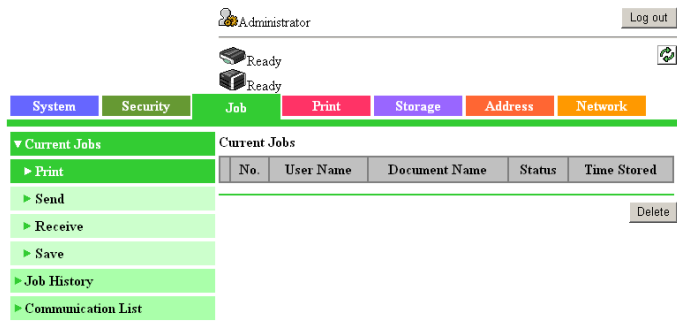 Administrator
Log out
Ready
Ready
System Security Job Print Storage Address Network
Current Jobs
Print
Send
Receive
Save
Job History
Communication List
Current Jobs
No. User Name Document Name Status Time Stored
Delete